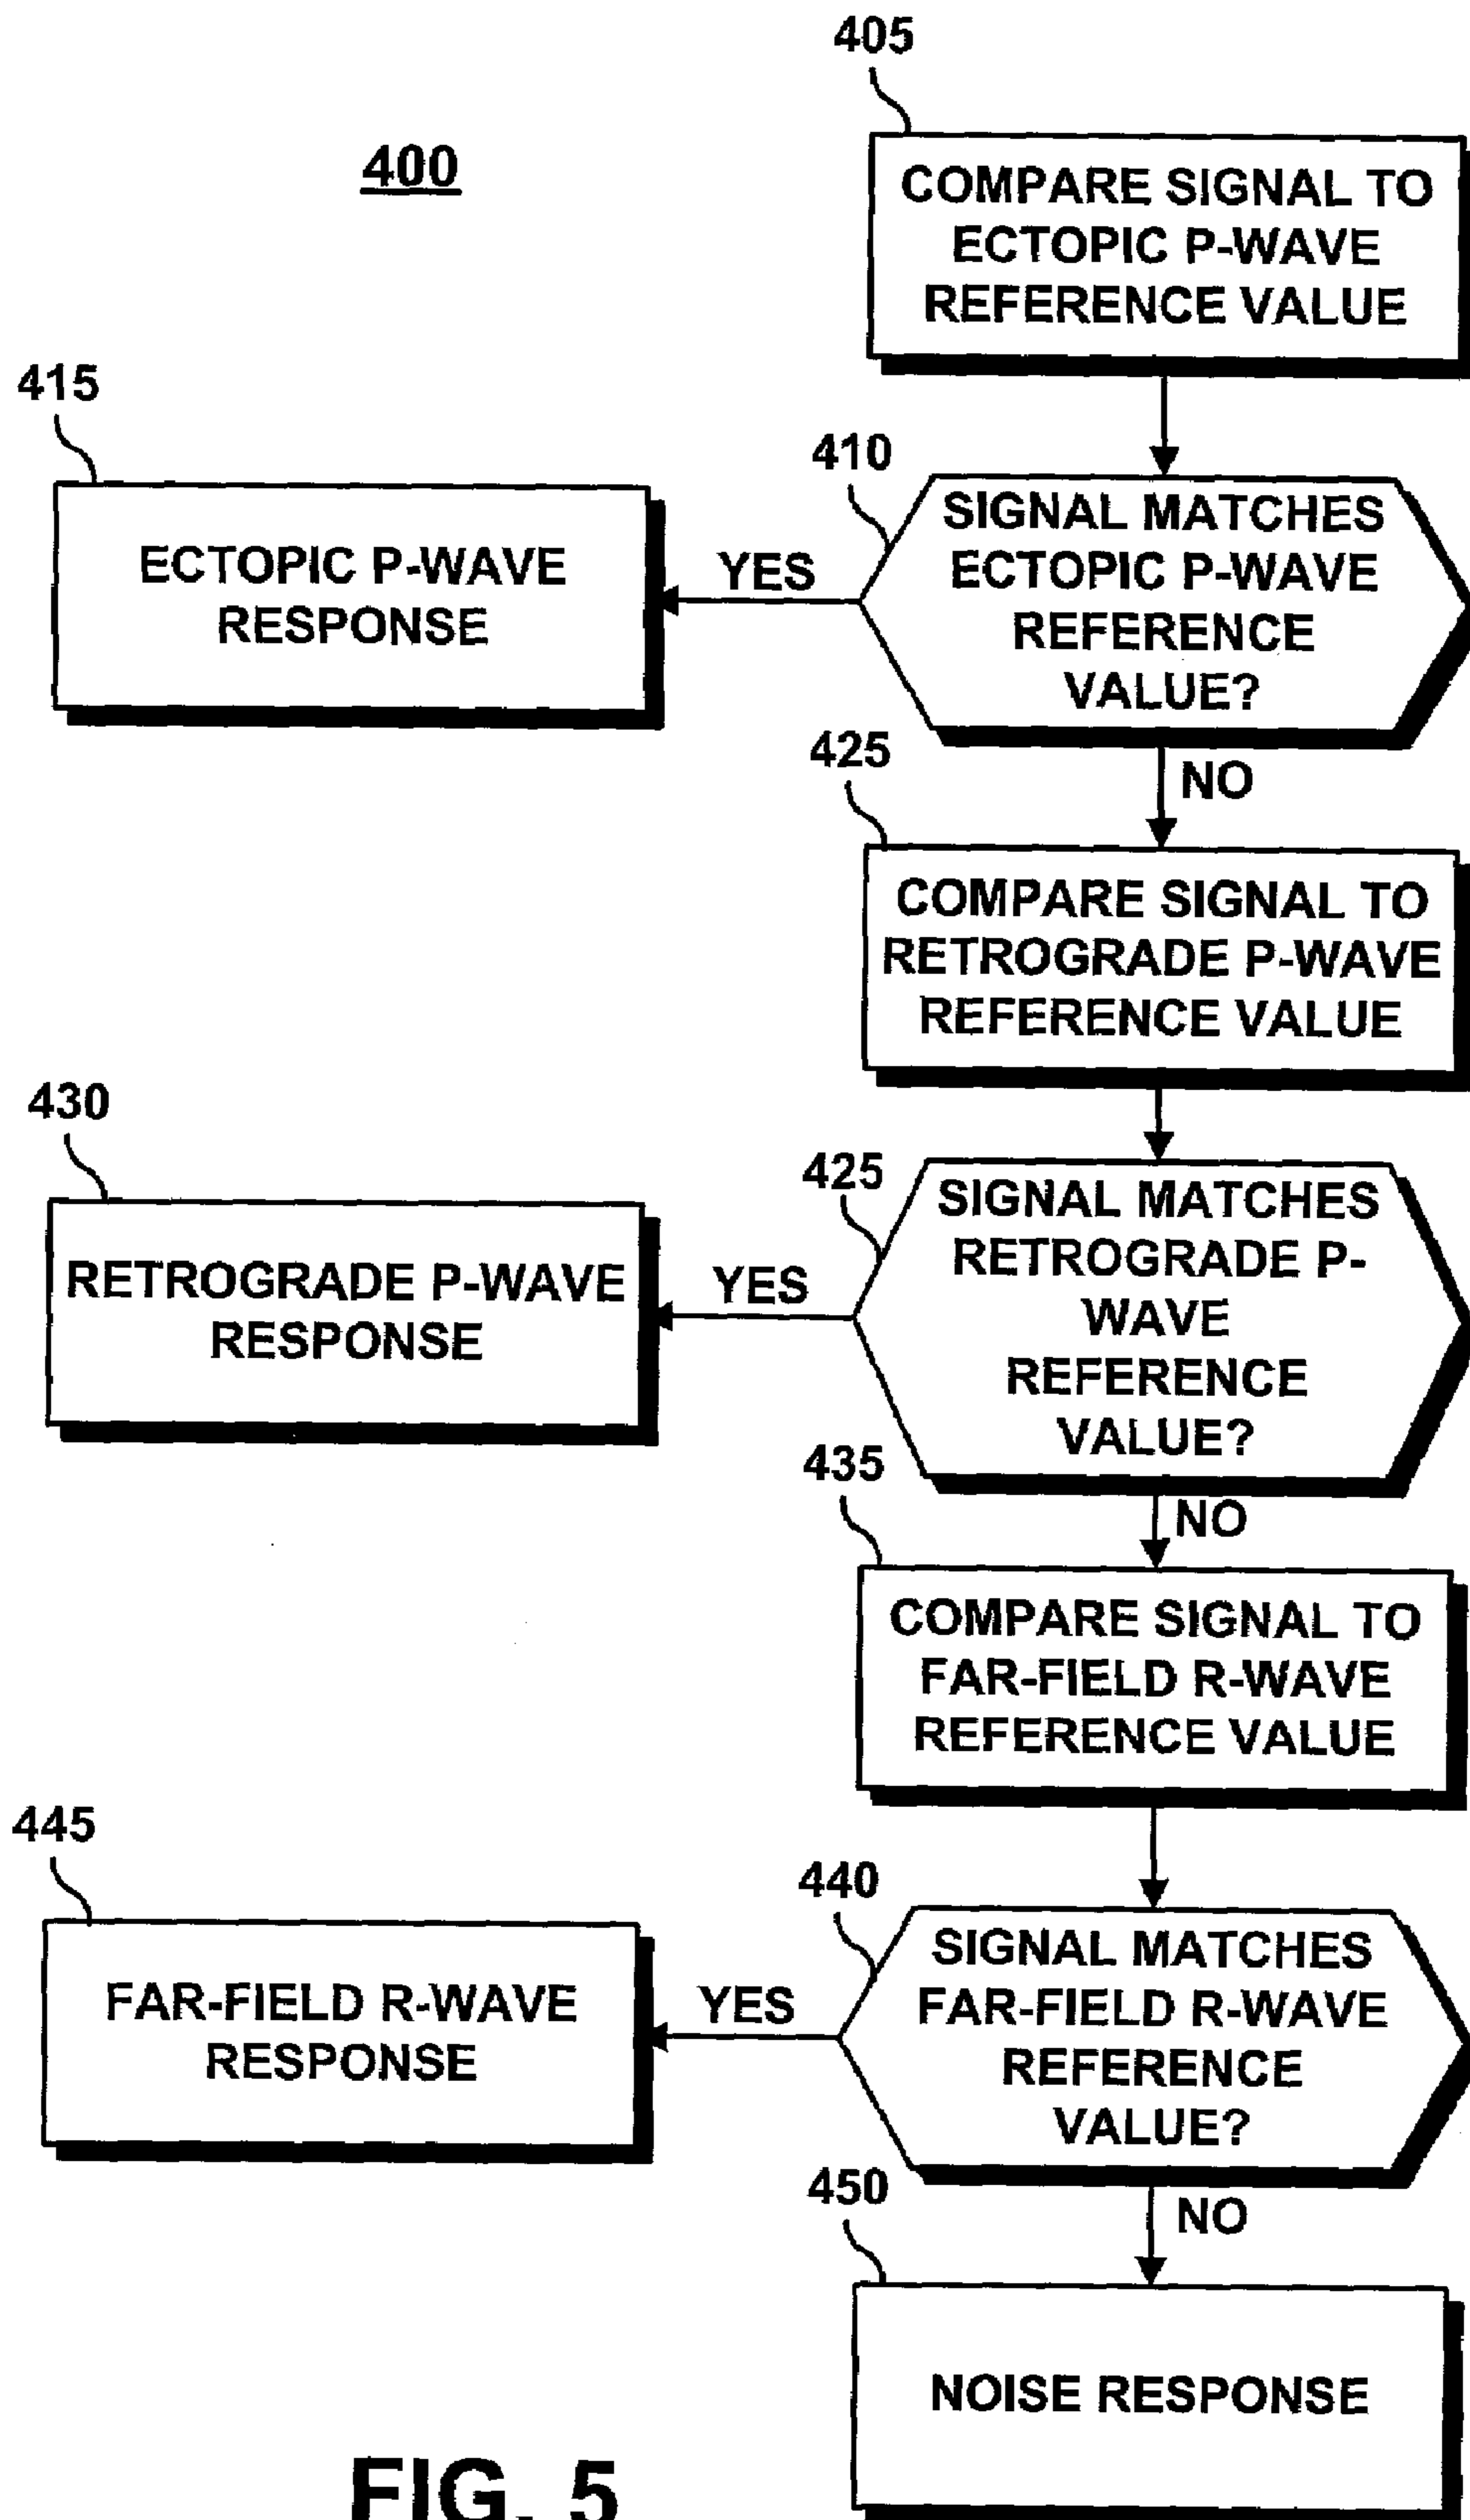 405
400
COMPARE SIGNAL TO
ECTOPIC P-WAVE
REFERENCE VALUE
415
410
ECTOPIC P-WAVE
RESPONSE
YES
SIGNAL MATCHES
ECTOPIC P-WAVE
REFERENCE
VALUE?
425
NO
COMPARE SIGNAL TO
RETROGRADE P-WAVE
REFERENCE VALUE
430
425
RETROGRADE P-WAVE
RESPONSE
YES
SIGNAL MATCHES
RETROGRADE P-
WAVE
REFERENCE
VALUE?
435
NO
COMPARE SIGNAL TO
FAR-FIELD R-WAVE
REFERENCE VALUE
445
440
FAR-FIELD R-WAVE
RESPONSE
YES
SIGNAL MATCHES
FAR-FIELD R-WAVE
REFERENCE
VALUE?
450
NO
NOISE RESPONSE
FIG. 5